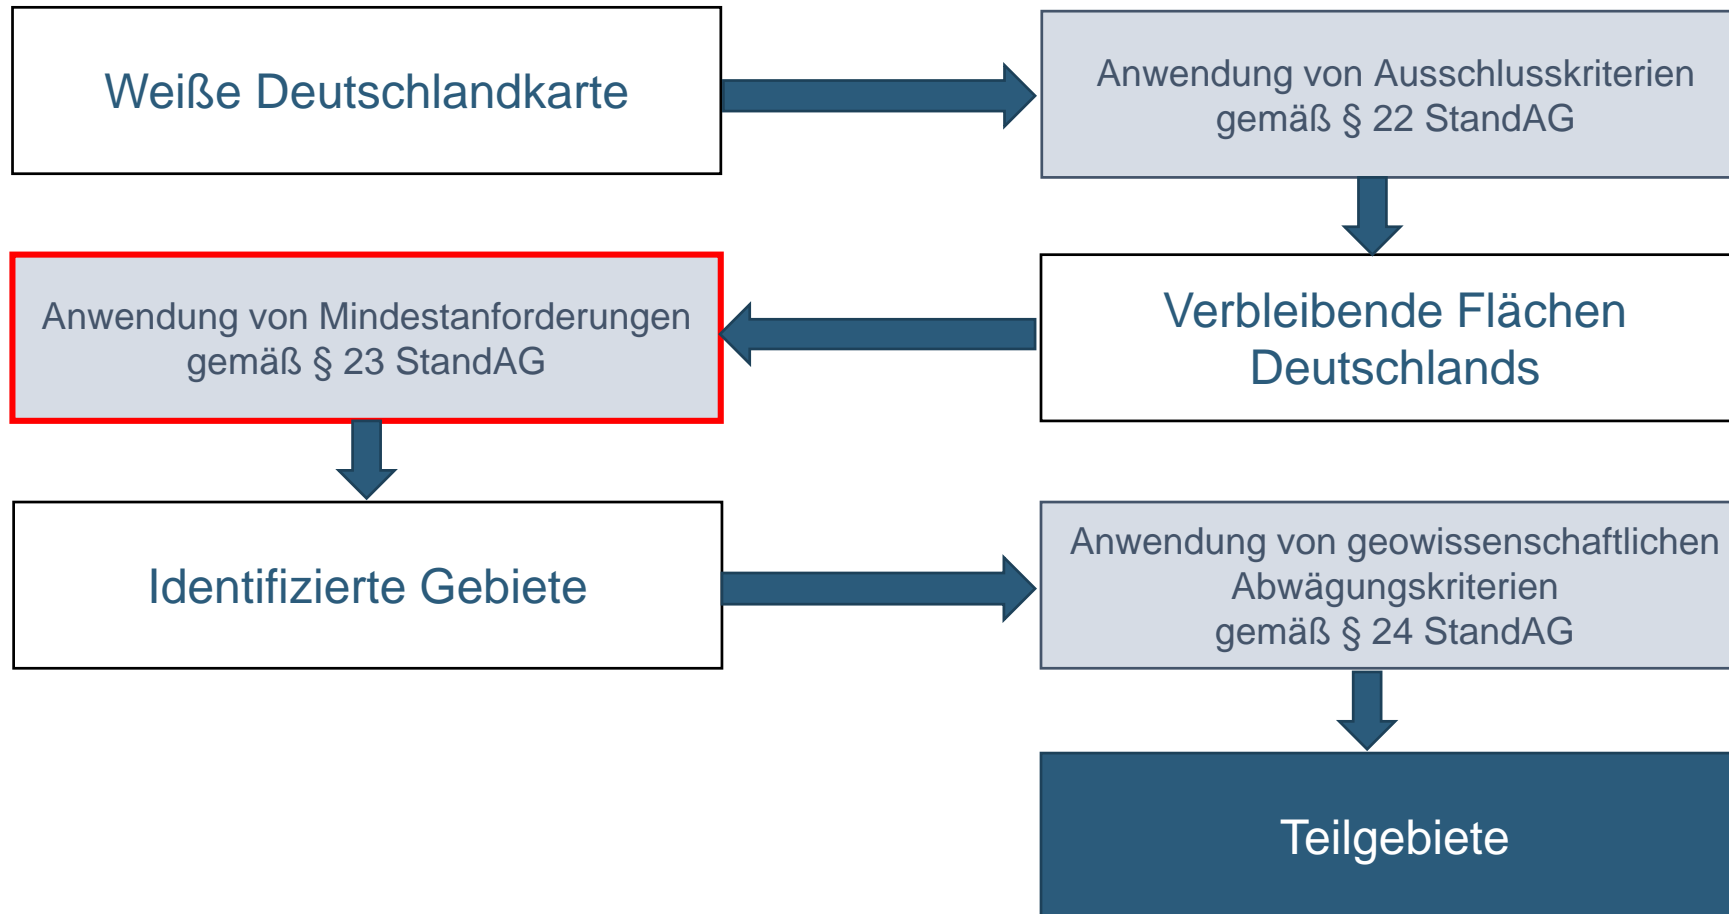 Weiße Deutschlandkarte
Anwendung von Ausschlusskriterien
gemäß § 22 StandAG
Verbleibende Flächen
Deutschlands
Anwendung von Mindestanforderungen
gemäß § 23 StandAG
Identifizierte Gebiete
Anwendung von geowissenschaftlichen
Abwägungskriterien
gemäß § 24 StandAG
Teilgebiete